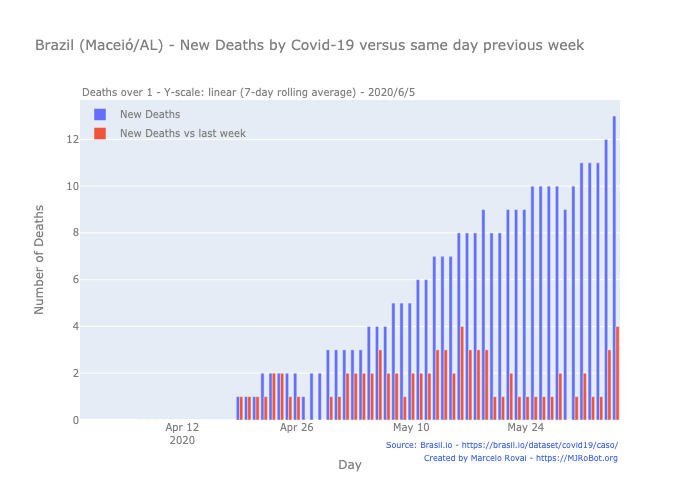 Brazil (Maceió/AL) - New Deaths by Covid-19 versus same day previous week
Deaths over 1 - Y-scale: linear (7-day rolling average) - 2020/6/5
New Deaths
New Deaths vs last week
Number of Deaths
12
10
8
6
4
2
0
Apr 12
2020
Apr 26
May 10
May 24
Day
Source: Brasil.io - https://brasil.io/dataset/covid19/caso/
Created by Marcelo Rovai - https://MJRoBot.org